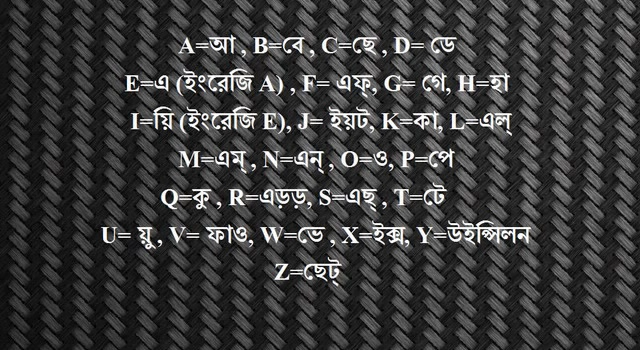 A=আ , B=বে , C=ছে , D= ডে
E=এ (ইংরেজি A) , F= এফ্, G= গে, H=হা
I=য়ি (ইংরেজি E), J= ইয়ট, K=কা, L=এল্
M=এম্ , N=এন্ , O=ও, P=পে
Q=কু , R=এড়ড়, S=এছ্ , T=টে
U= য়ু , V= ফাও, W=ভে , X=ইক্স, Y=উইপ্সিলন
Z=ছেট্